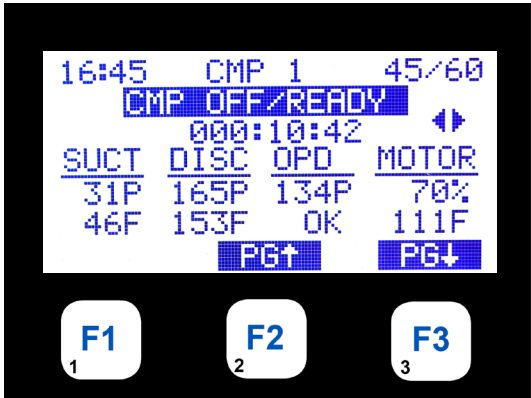 16:45 CMP 1 45/60
CMP OFF/READY
000:10:42
SUCT DISC OPD MOTOR
31P 165P 134P 70%
46F 153F OK 111F
PG↑ PG↓
F1 F2 F3
1 2 3